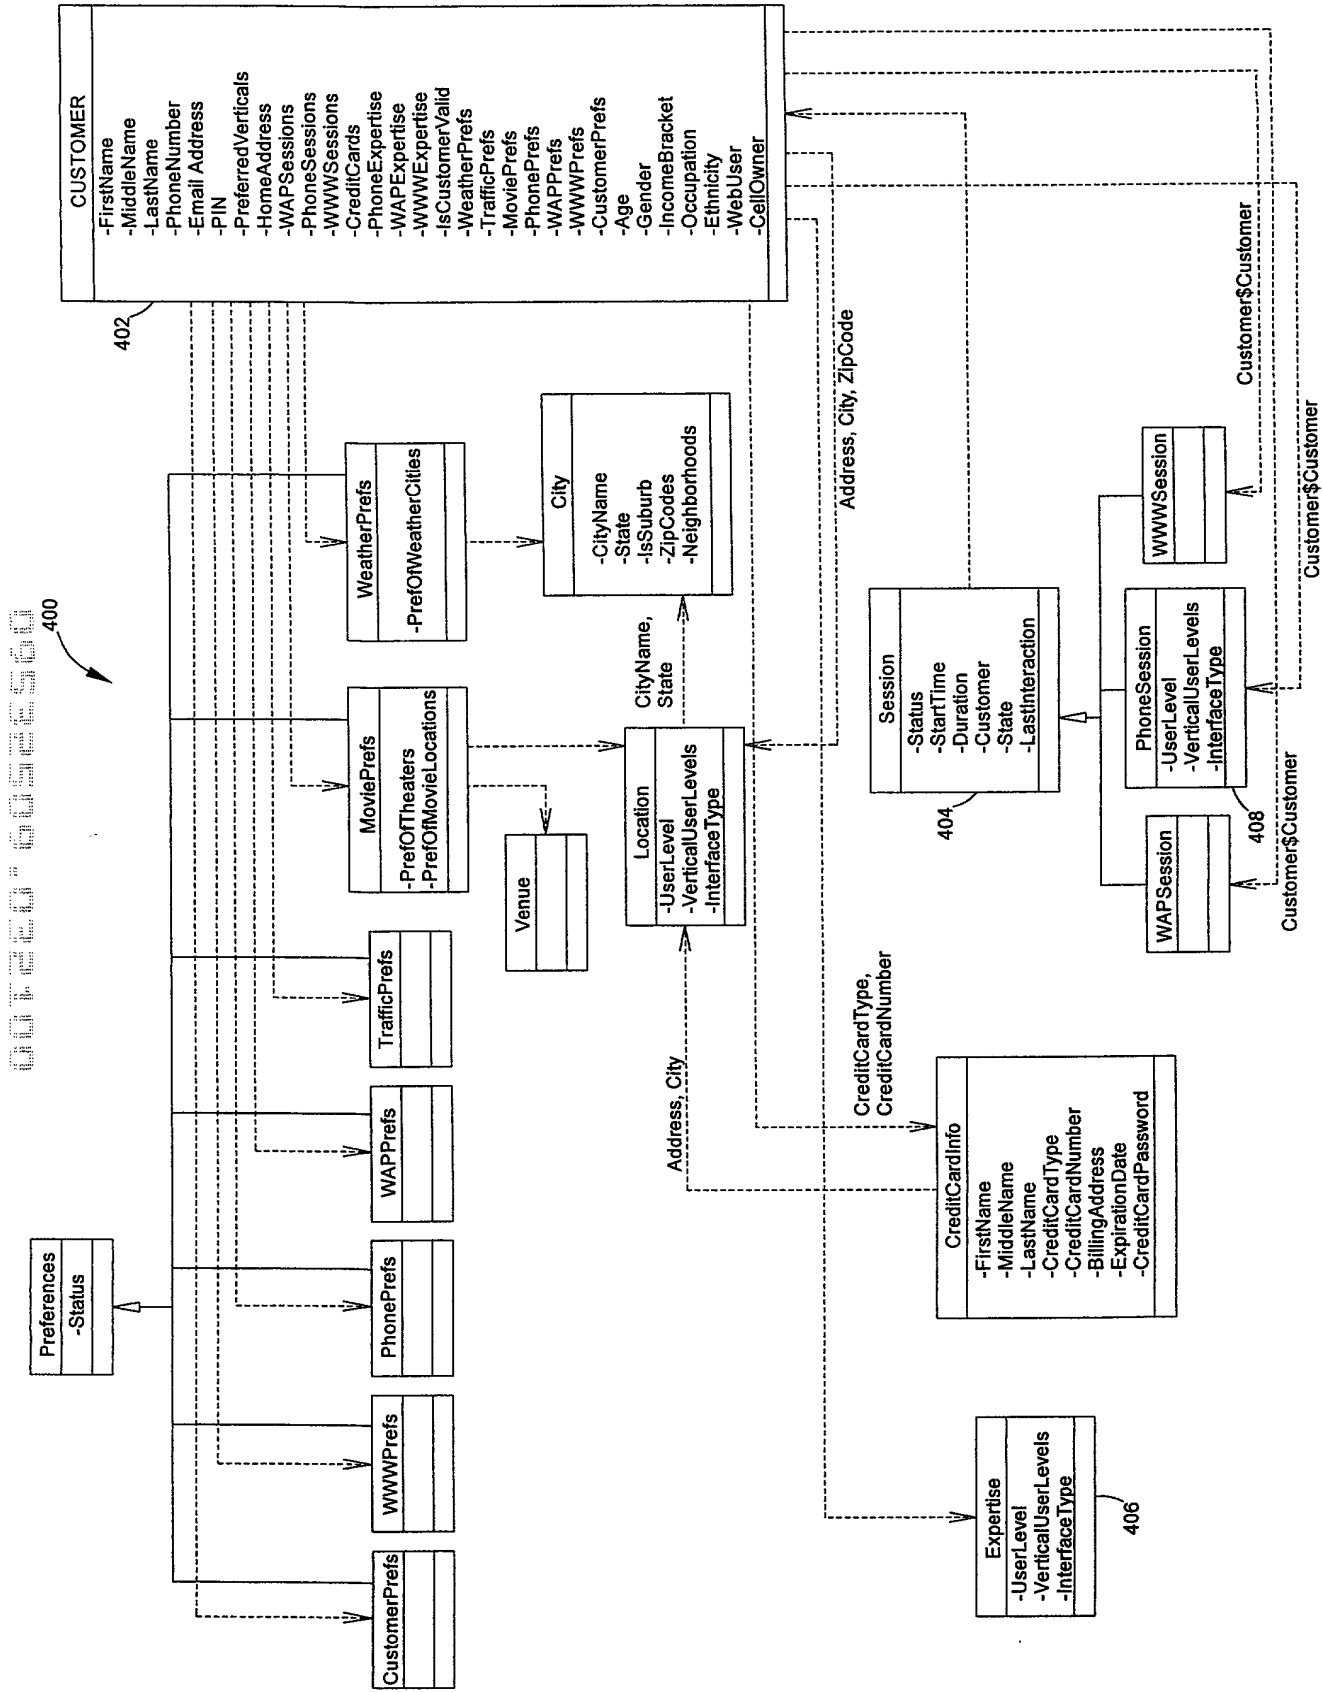 400
Preferences
-Status
CustomerPrefs
WWWPrefs
PhonePrefs
WAPPrefs
TrafficPrefs
MoviePrefs
-PrefOfTheaters
-PrefOfMovieLocations
WeatherPrefs
-PrefOfWeatherCities
402
CUSTOMER
-FirstName
-MiddleName
-LastName
-PhoneNumber
-Email Address
-PIN
-PreferredVerticals
-HomeAddress
-WAPSessions
-PhoneSessions
-WWWSessions
-CreditCards
-PhoneExpertise
-WAPExpertise
-WWWExpertise
-IsCustomerValid
-WeatherPrefs
-TrafficPrefs
-MoviePrefs
-PhonePrefs
-WAPPrefs
-WWWPrefs
-CustomerPrefs
-Age
-Gender
-IncomeBracket
-Occupation
-Ethnicity
-WebUser
-CellOwner
Venue
City
-CityName
-State
-IsSuburb
-ZipCodes
-Neighborhoods
CityName,
State
Location
-UserLevel
-VerticalUserLevels
-InterfaceType
Address, City
Address, City, ZipCode
CreditCardType,
CreditCardNumber
CreditCardInfo
-FirstName
-MiddleName
-LastName
-CreditCardType
-CreditCardNumber
-BillingAddress
-ExpirationDate
-CreditCardPassword
Expertise
-UserLevel
-VerticalUserLevels
-InterfaceType
406
Session
-Status
-StartTime
-Duration
-Customer
-State
-LastInteraction
404
WAPSession
PhoneSession
-UserLevel
-VerticalUserLevels
-InterfaceType
408
WWWSession
Customer$Customer
Customer$Customer
Customer$Customer